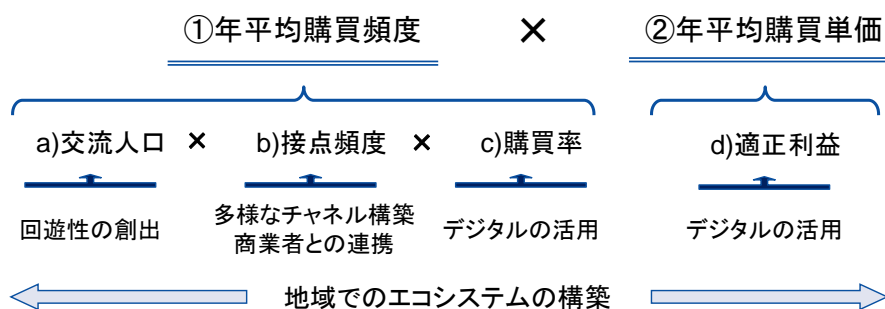 ①年平均購買頻度 × ②年平均購買単価
a)交流人口 × b)接点頻度 × c)購買率 d)適正利益
回遊性の創出 多様なチャネル構築 デジタルの活用 デジタルの活用
商業者との連携
地域でのエコシステムの構築